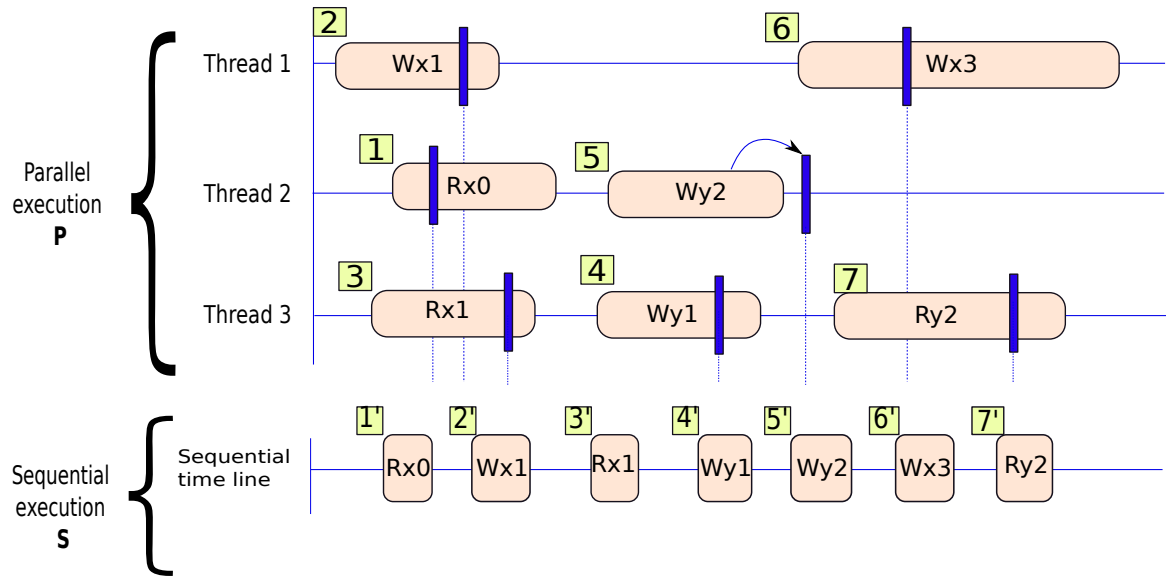 2
6
Thread 1
Wx1
Wx3
1
5
Parallel
execution
P
Thread 2
Rx0
Wy2
3
4
7
Thread 3
Rx1
Wy1
Ry2
1'
2'
3'
4'
5'
6'
7'
Sequential
execution
S
Sequential
time line
Rx0
Wx1
Rx1
Wy1
Wy2
Wx3
Ry2